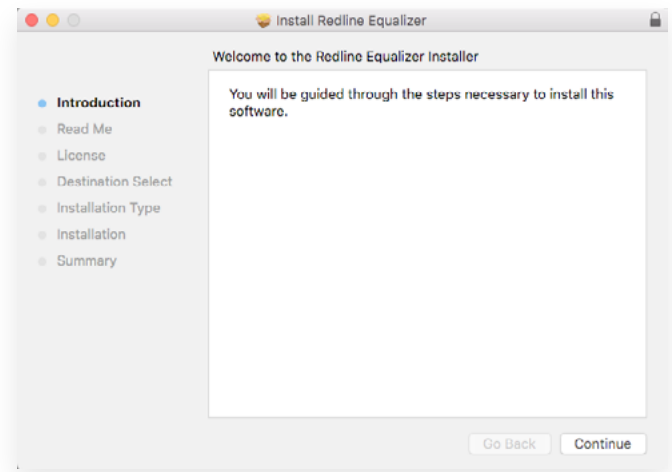 Install Redline Equalizer
Welcome to the Redline Equalizer Installer
Introduction
Read Me
License
Destination Select
Installation Type
Installation
Summary
You will be guided through the steps necessary to install this
software.
Go Back
Continue